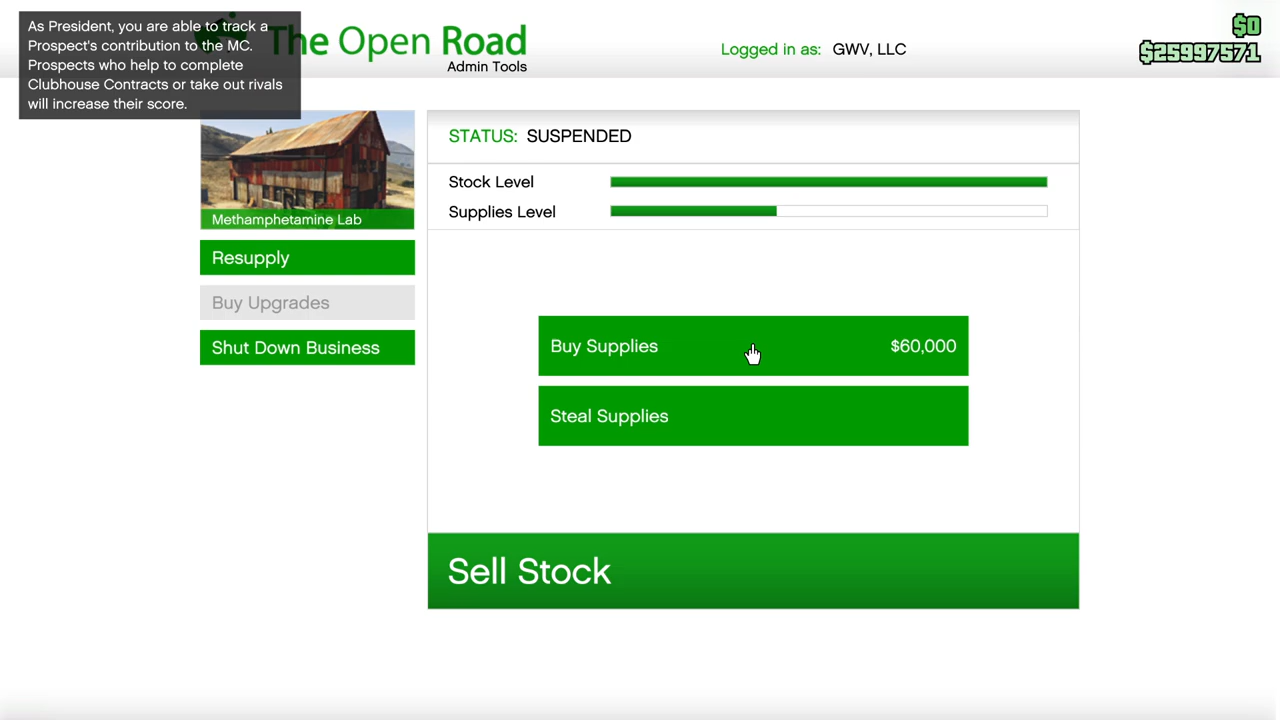 As President, you are able to track a
Prospect's contribution to the MC.
Prospects who help to complete
Clubhouse Contracts or take out rivals
will increase their score.
The Open Road
Admin Tools
Logged in as: GWV, LLC
$0
$25997571
Methamphetamine Lab
Resupply
Buy Upgrades
Shut Down Business
STATUS: SUSPENDED
Stock Level
Supplies Level
Buy Supplies $60,000
Steal Supplies
Sell Stock